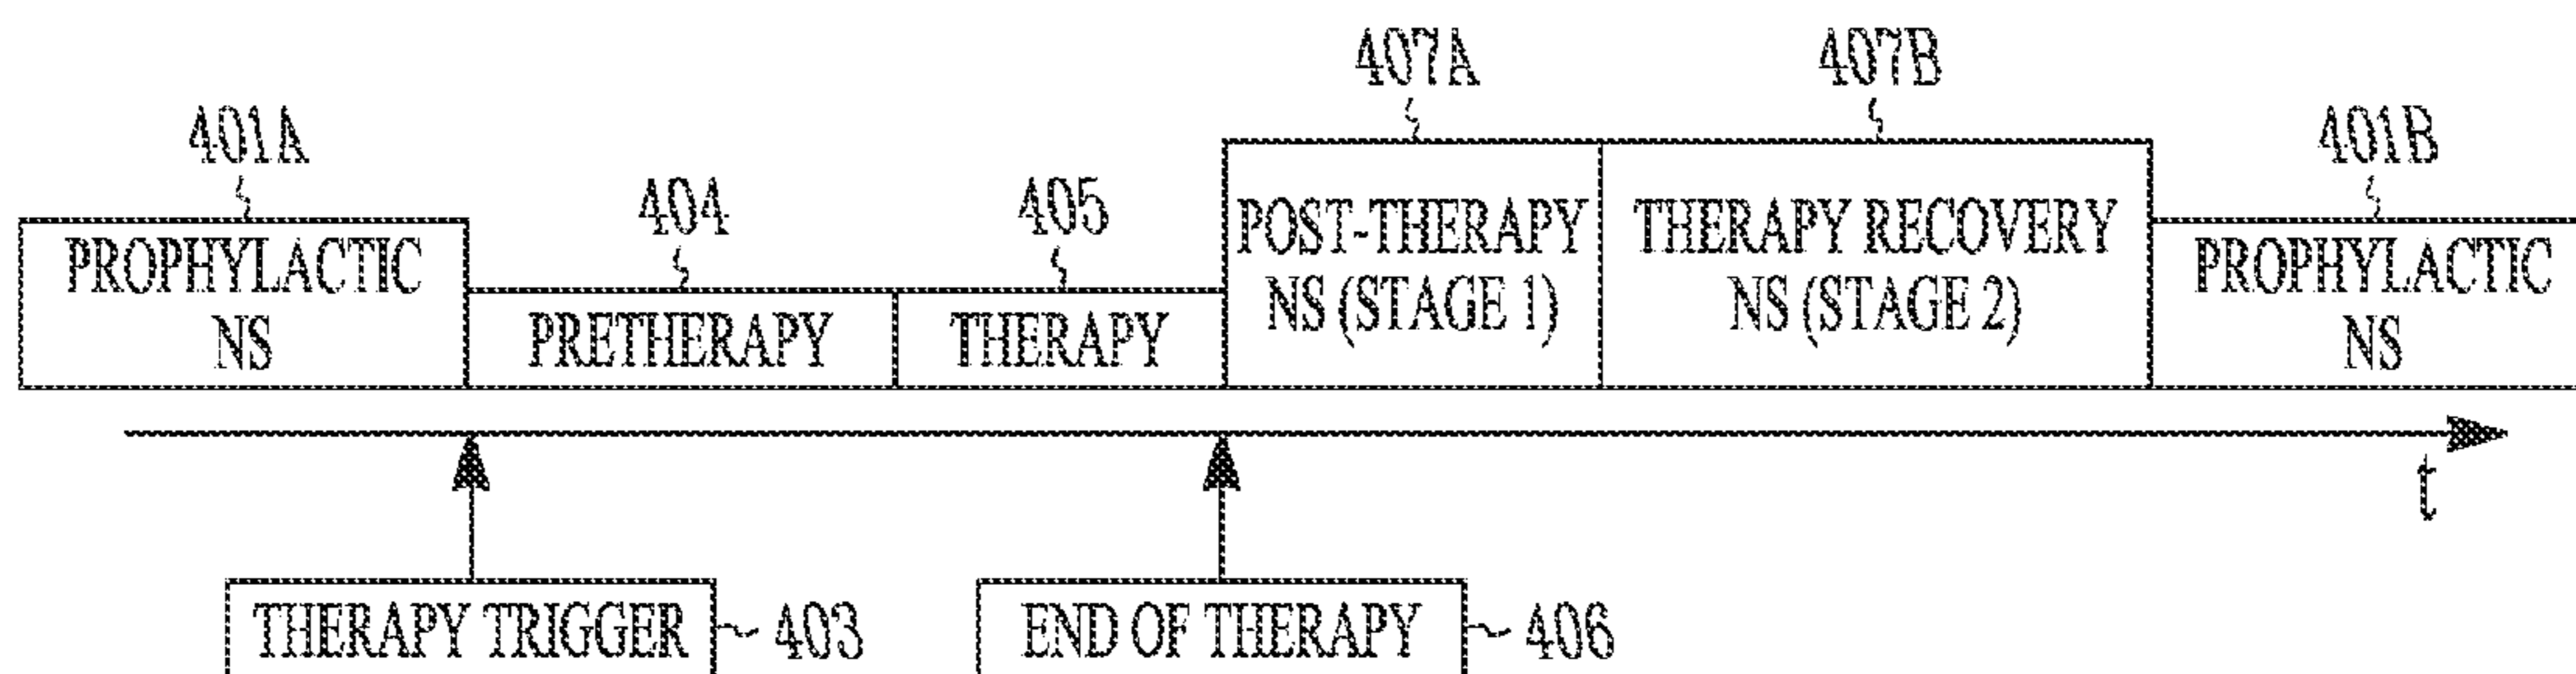 407A
407B
401A
401B
404
405
PROPHYLACTIC
NS
PRETHERAPY
THERAPY
POST-THERAPY
NS (STAGE 1)
THERAPY RECOVERY
NS (STAGE 2)
PROPHYLACTIC
NS
t
THERAPY TRIGGER
403
END OF THERAPY
406